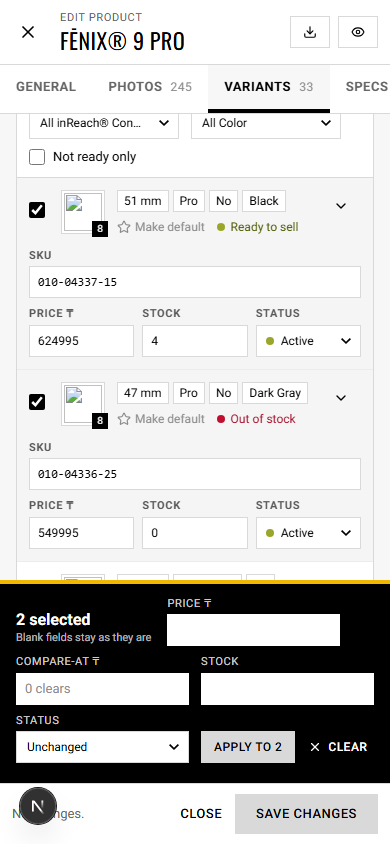 EDIT PRODUCT
FĒNIX® 9 PRO
GENERAL PHOTOS 245 VARIANTS 33 SPECS
All inReach® Con... All Color
Not ready only
51 mm Pro No Black
8 Make default Ready to sell
SKU
010-04337-15
PRICE ₸ STOCK STATUS
624995 4 Active
47 mm Pro No Dark Gray
8 Make default Out of stock
SKU
010-04336-25
PRICE ₸ STOCK STATUS
549995 0 Active
PRICE ₸
2 selected
Blank fields stay as they are
COMPARE-AT ₸ STOCK
0 clears
STATUS
Unchanged APPLY TO 2 CLEAR
N nges. CLOSE SAVE CHANGES